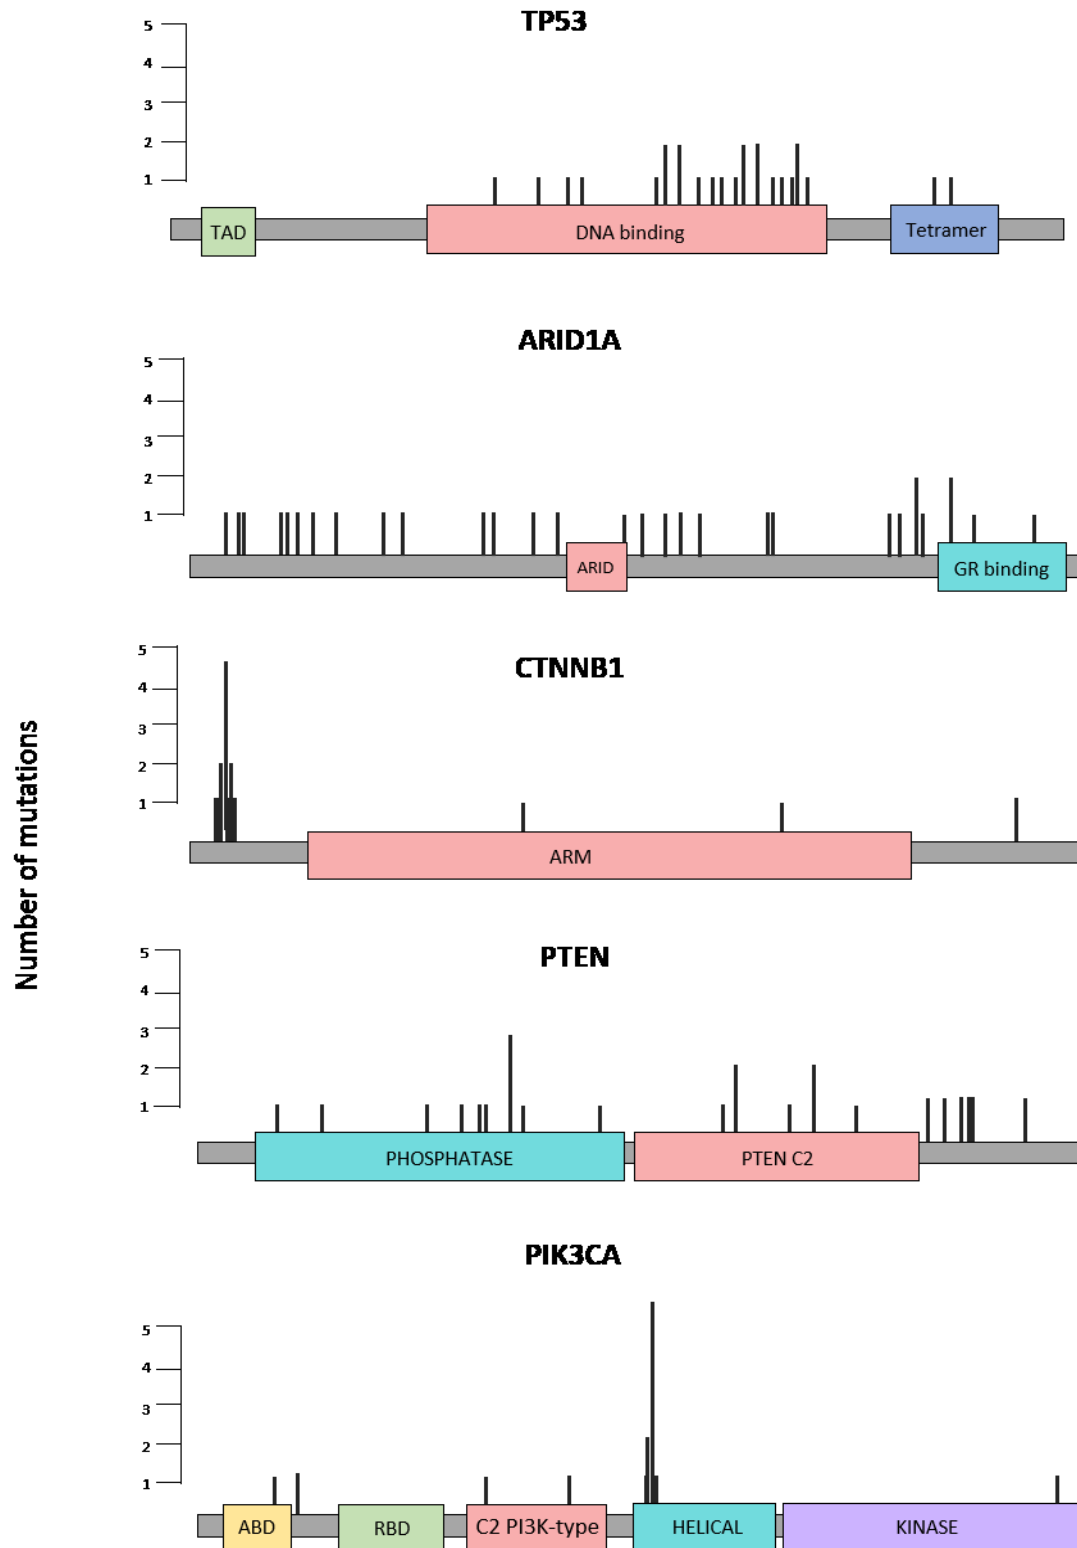 TP53
5
4
3
2
1
TAD
DNA binding
Tetramer
ARID1A
5
4
3
2
1
ARID
GR binding
Number of mutations
CTNNB1
5
4
3
2
1
ARM
PTEN
5
4
3
2
1
PHOSPHATASE
PTEN C2
PIK3CA
5
4
3
2
1
ABD
RBD
C2 PI3K-type
HELICAL
KINASE